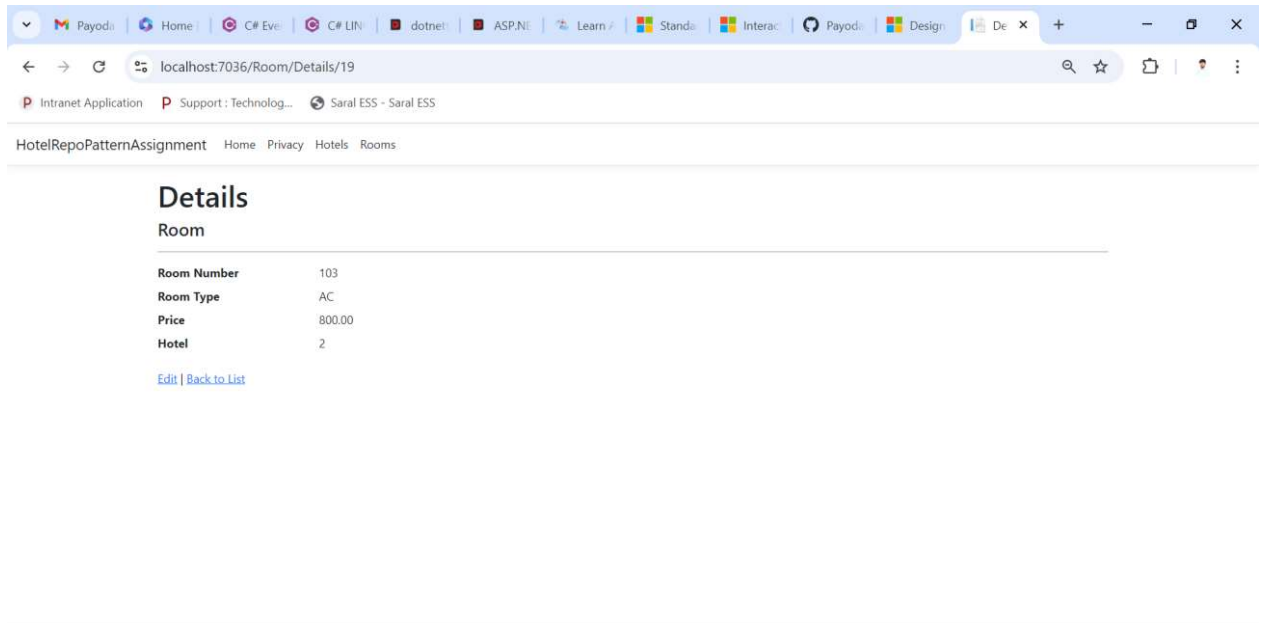 Payoda Home C# Eve C# LIN dotnet ASP.NE Learn A Standa Interac Payoda Design De
localhost:7036/Room/Details/19
Intranet Application Support : Technolog... Saral ESS - Saral ESS
HotelRepoPatternAssignment Home Privacy Hotels Rooms
Details
Room
Room Number 103
Room Type AC
Price 800.00
Hotel 2
Edit | Back to List